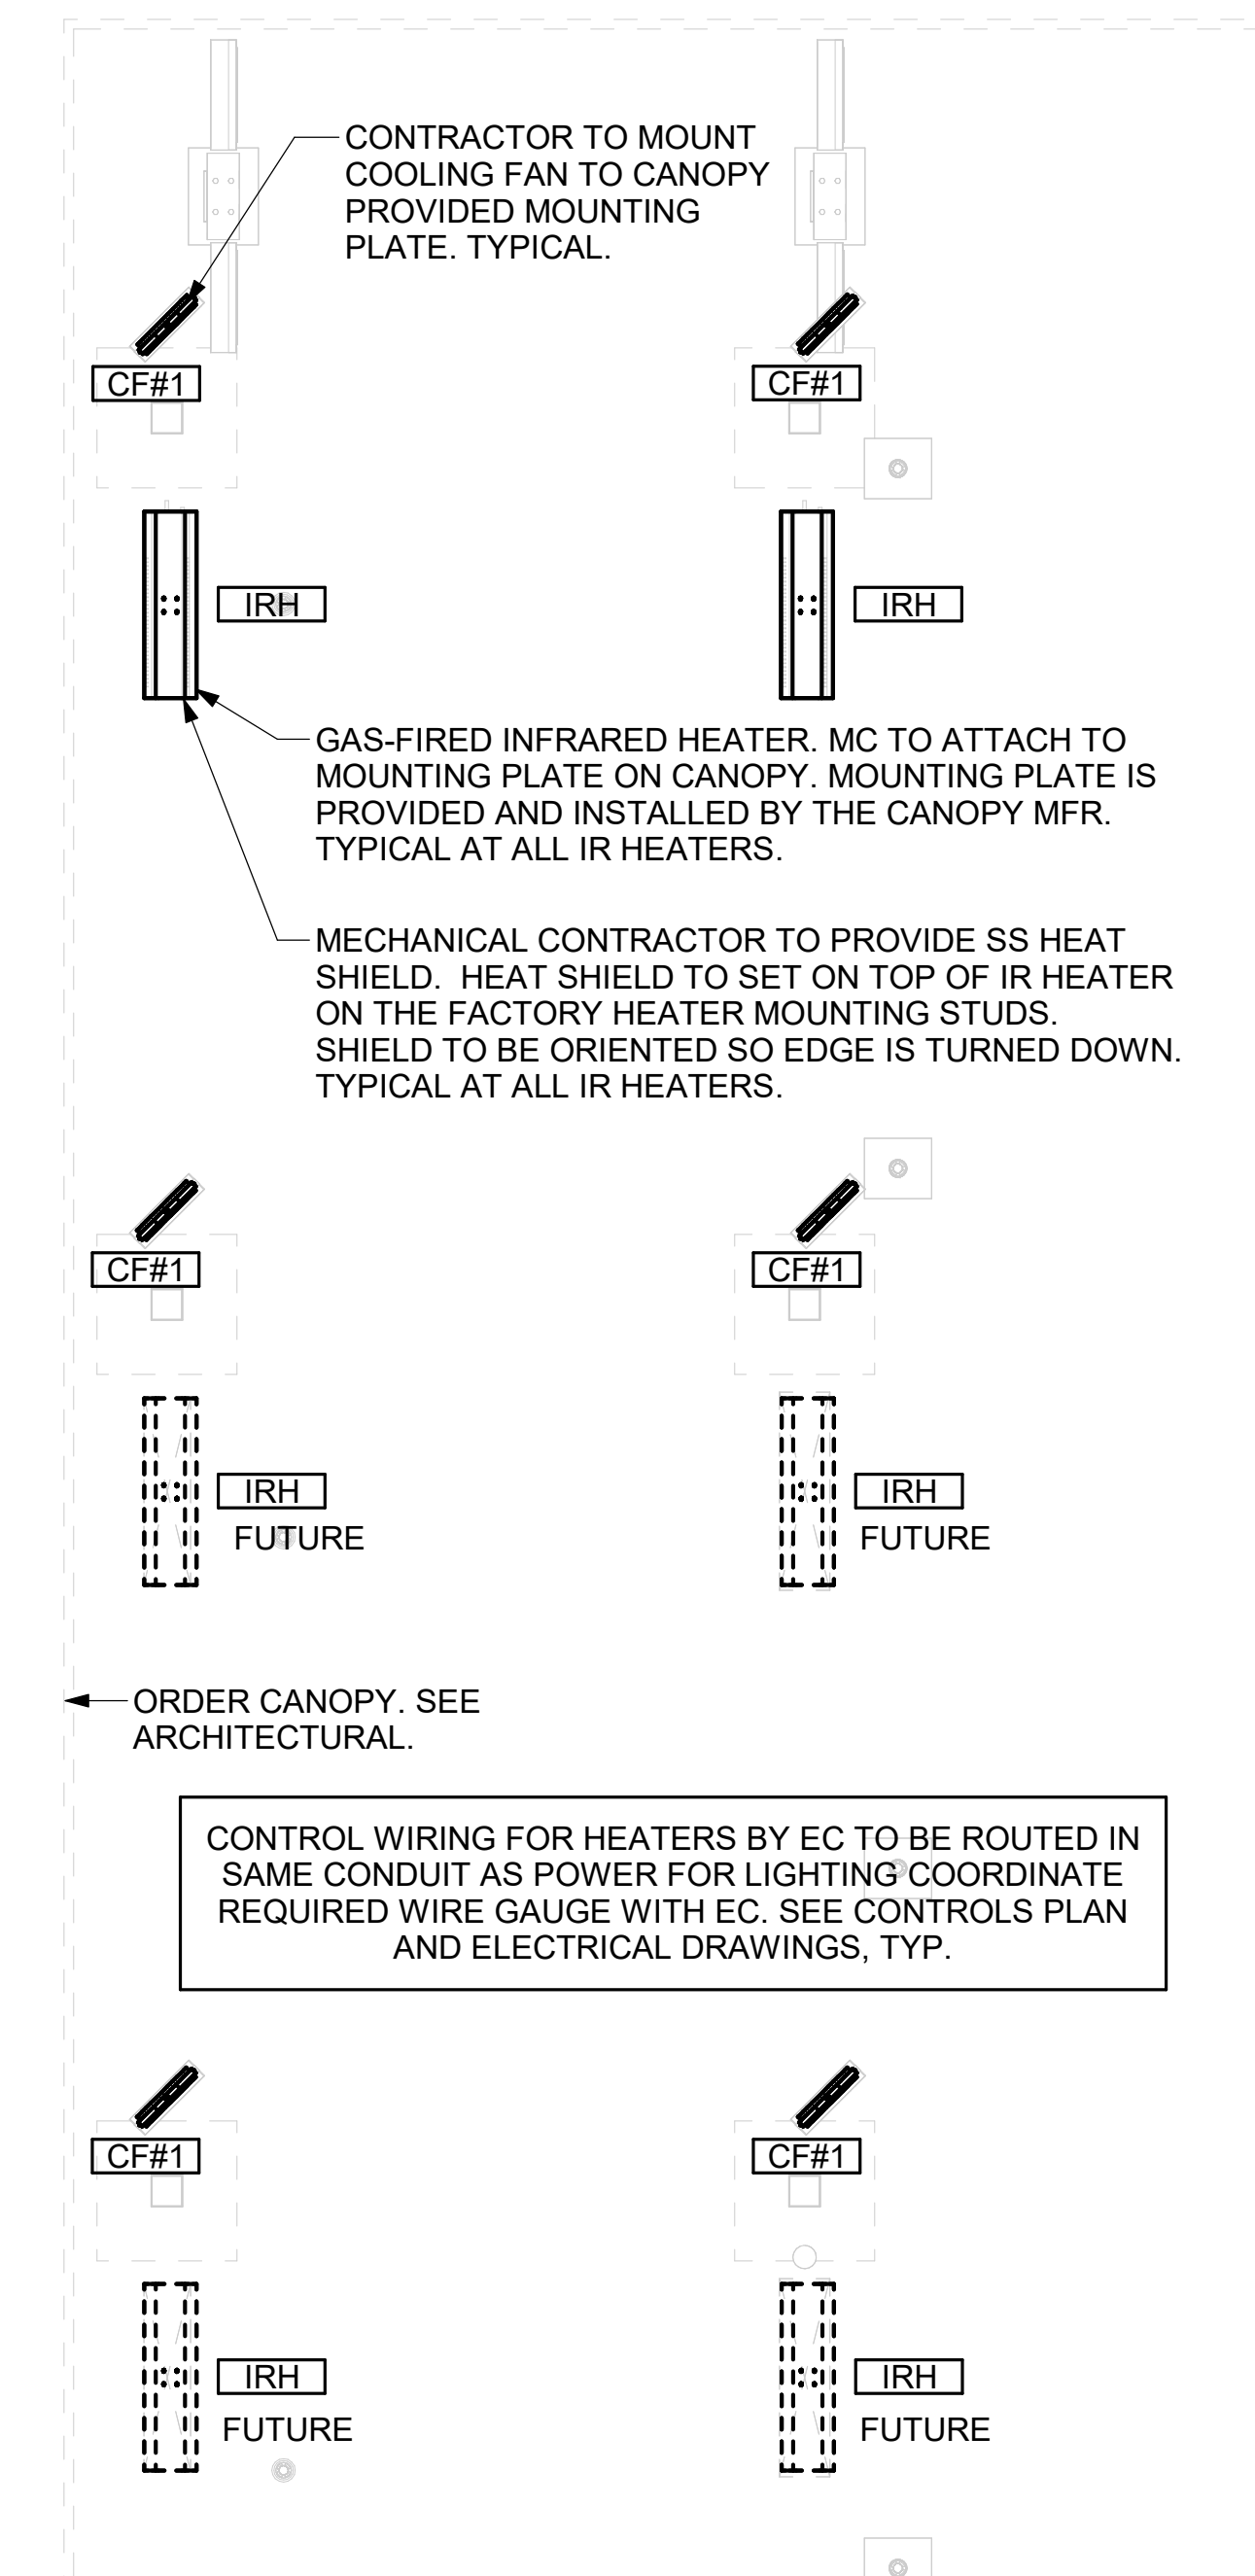 CONTRACTOR TO MOUNT
COOLING FAN TO CANOPY
PROVIDED MOUNTING
PLATE. TYPICAL.
CF#1
CF#1
IRH
IRH
GAS-FIRED INFRARED HEATER. MC TO ATTACH TO
MOUNTING PLATE ON CANOPY. MOUNTING PLATE IS
PROVIDED AND INSTALLED BY THE CANOPY MFR.
TYPICAL AT ALL IR HEATERS.
MECHANICAL CONTRACTOR TO PROVIDE SS HEAT
SHIELD. HEAT SHIELD TO SET ON TOP OF IR HEATER
ON THE FACTORY HEATER MOUNTING STUDS.
SHIELD TO BE ORIENTED SO EDGE IS TURNED DOWN.
TYPICAL AT ALL IR HEATERS.
CF#1
CF#1
IRH
FUTURE
IRH
FUTURE
ORDER CANOPY. SEE
ARCHITECTURAL.
CONTROL WIRING FOR HEATERS BY EC TO BE ROUTED IN
SAME CONDUIT AS POWER FOR LIGHTING COORDINATE
REQUIRED WIRE GAUGE WITH EC. SEE CONTROLS PLAN
AND ELECTRICAL DRAWINGS, TYP.
CF#1
CF#1
IRH
FUTURE
IRH
FUTURE